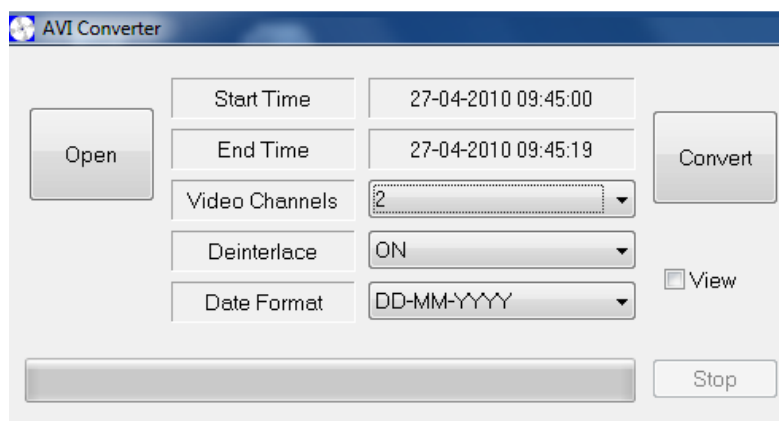 AVI Converter
Open
Start Time 27-04-2010 09:45:00
End Time 27-04-2010 09:45:19
Video Channels 2
Deinterlace ON
Date Format DD-MM-YYYY
Convert
View
Stop